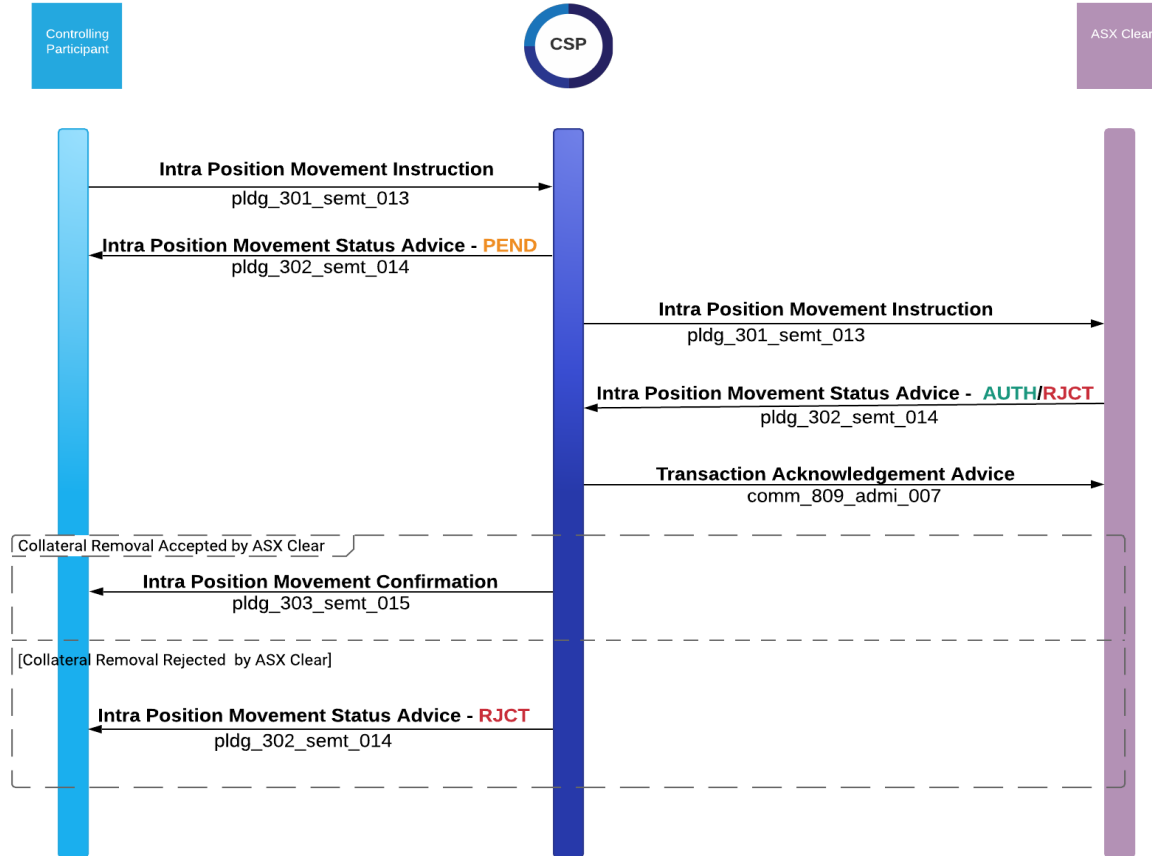 Controlling
Participant
CSP
ASX Clear
Intra Position Movement Instruction
pldg_301_semt_013
Intra Position Movement Status Advice - PEND
pldg_302_semt_014
Intra Position Movement Instruction
pldg_301_semt_013
Intra Position Movement Status Advice - AUTH/RJCT
pldg_302_semt_014
Transaction Acknowledgement Advice
comm_809_admi_007
Collateral Removal Accepted by ASX Clear
Intra Position Movement Confirmation
pldg_303_semt_015
[Collateral Removal Rejected by ASX Clear]
Intra Position Movement Status Advice - RJCT
pldg_302_semt_014